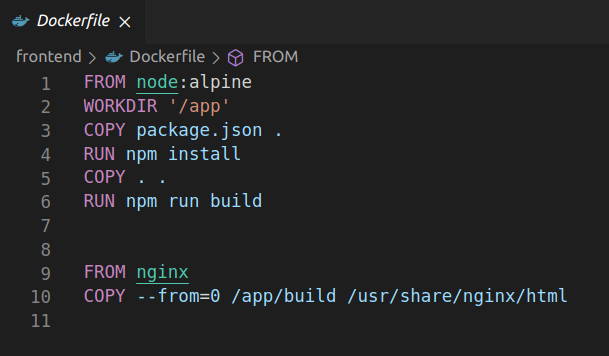 Dockerfile ×
frontend > Dockerfile > FROM
1 FROM node:alpine
2 WORKDIR '/app'
3 COPY package.json .
4 RUN npm install
5 COPY . .
6 RUN npm run build
7
8
9 FROM nginx
10 COPY --from=0 /app/build /usr/share/nginx/html
11